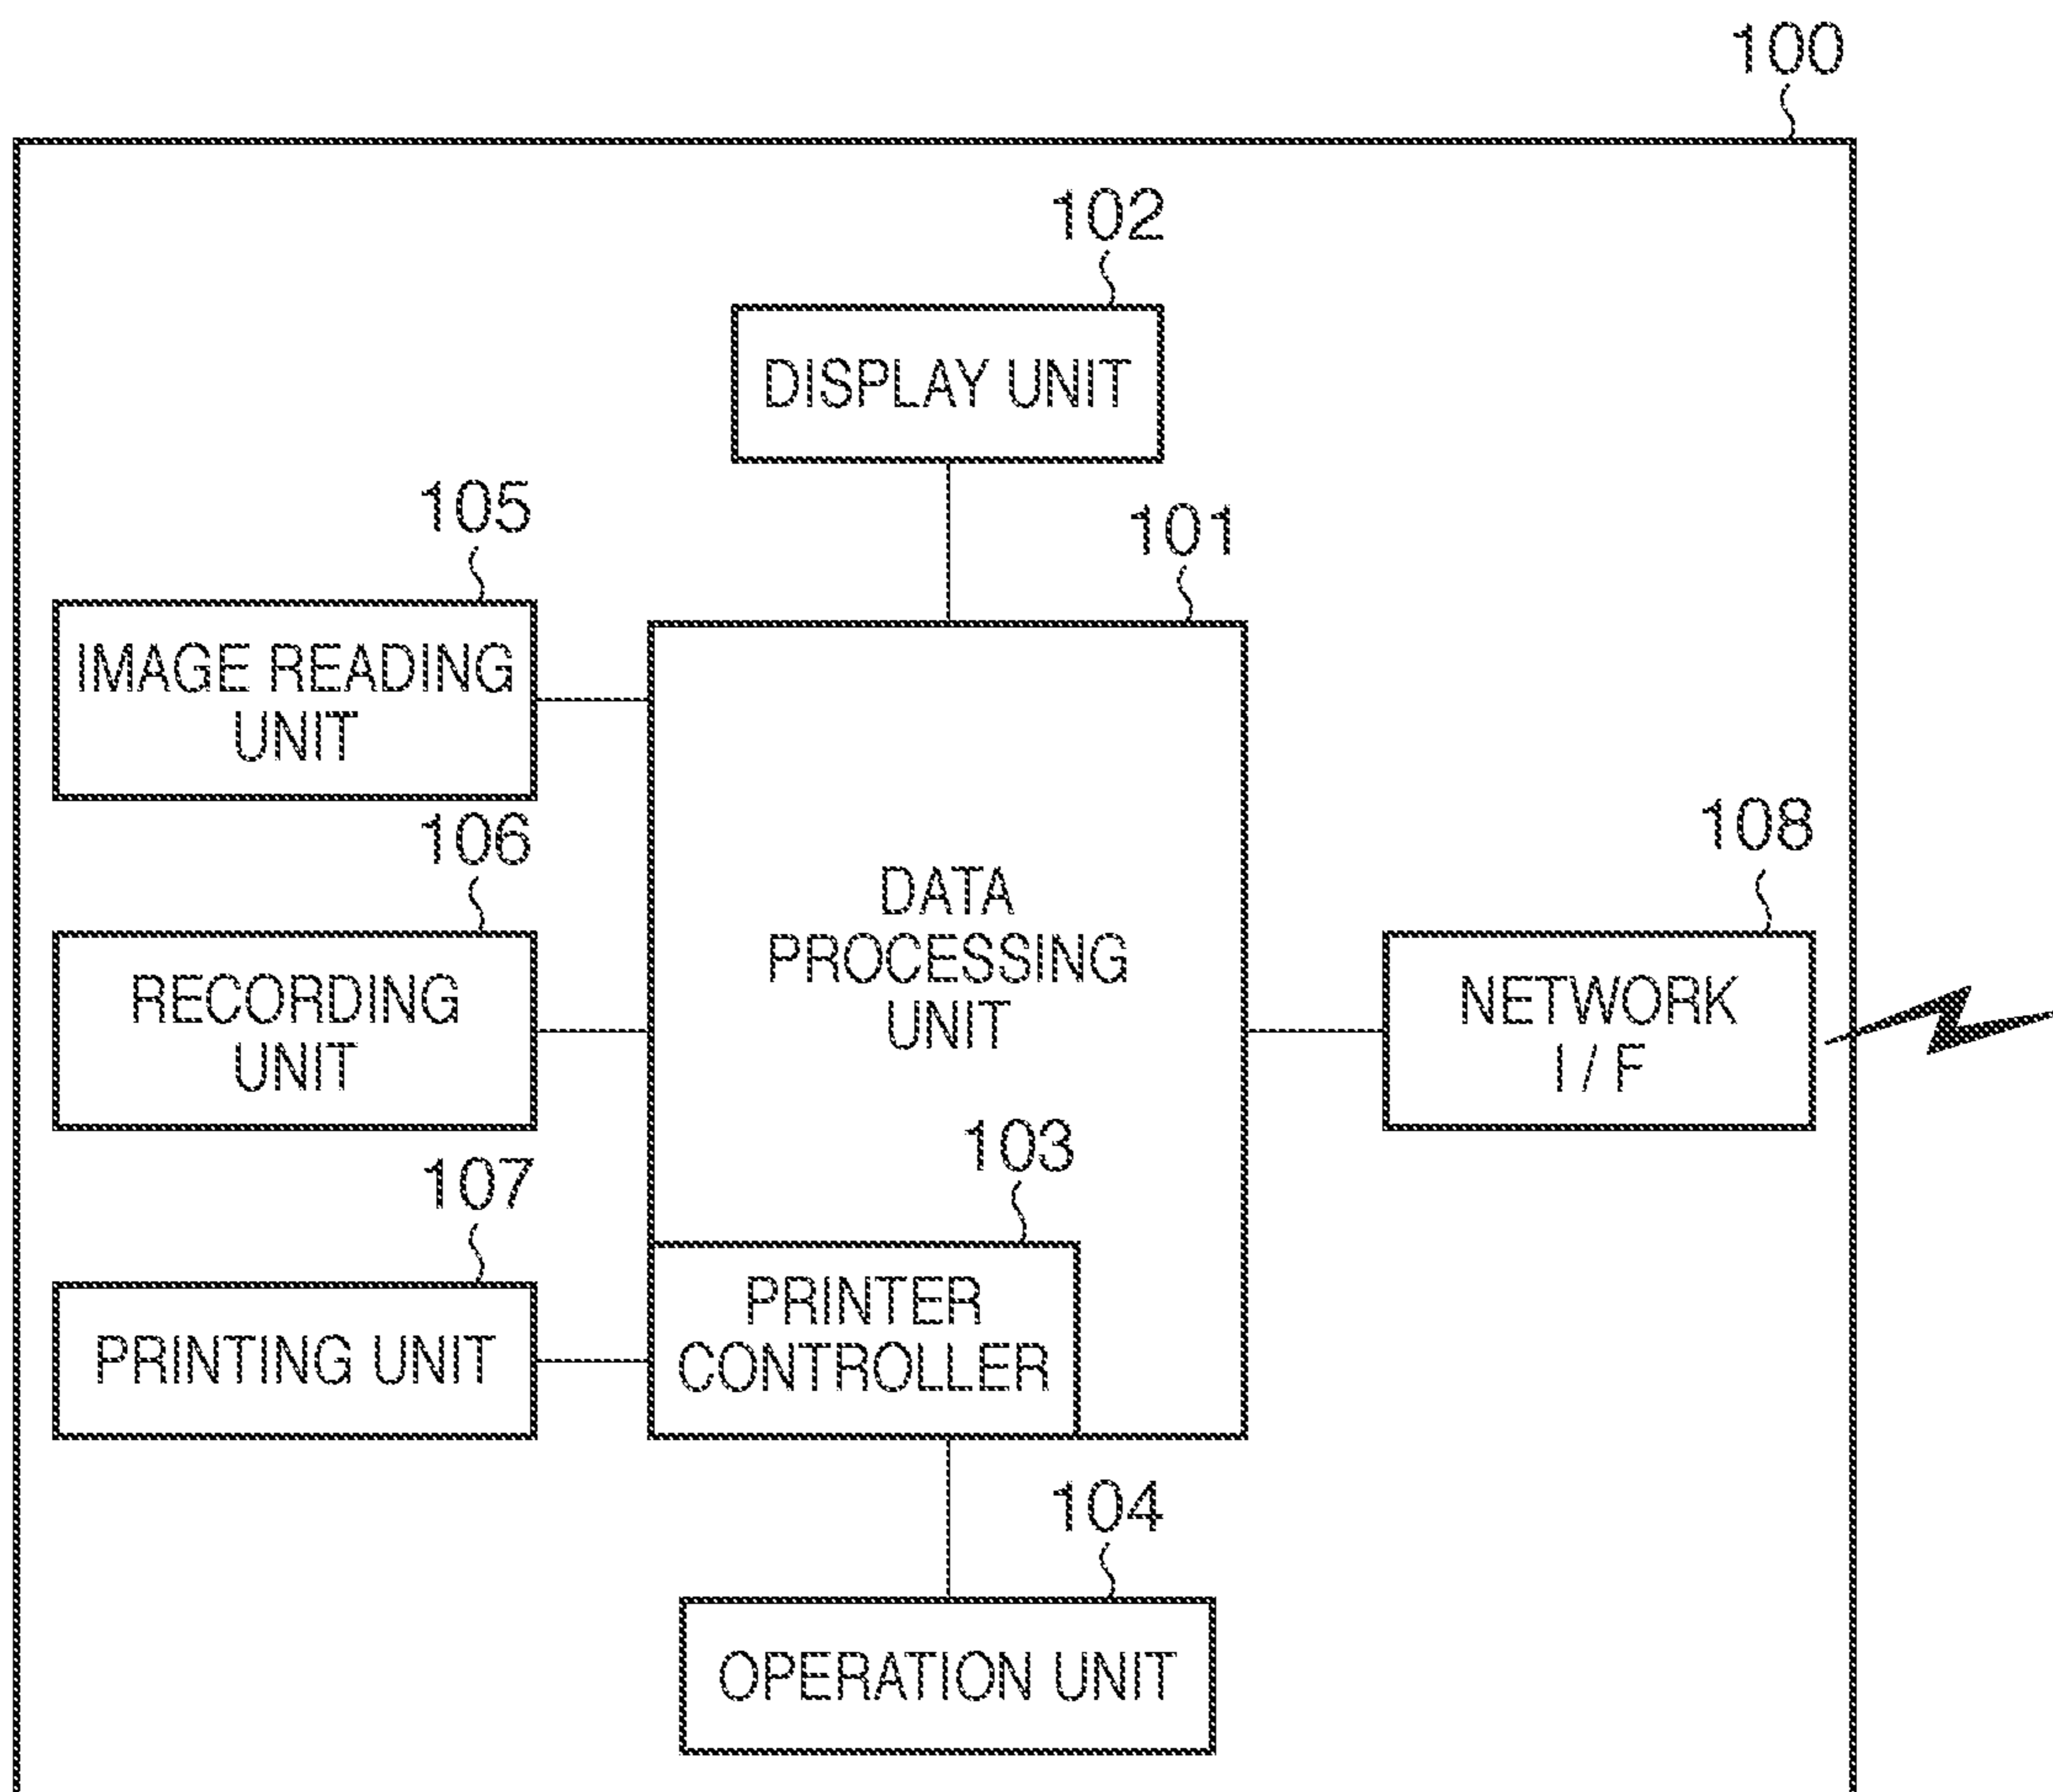 100
102
DISPLAY UNIT
105
101
IMAGE READING
UNIT
106
108
DATA
PROCESSING
UNIT
RECORDING
UNIT
NETWORK
I / F
103
107
PRINTER
CONTROLLER
PRINTING UNIT
104
OPERATION UNIT